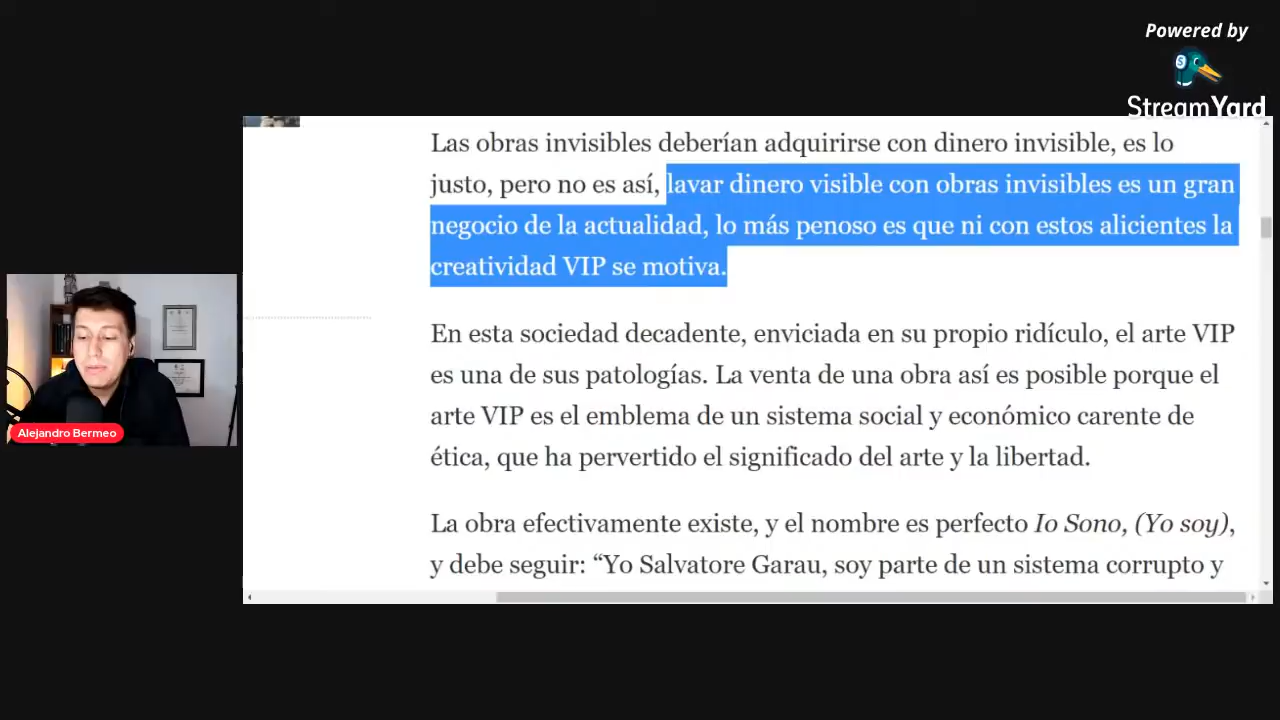 Powered by
StreamYard
Las obras invisibles deberían adquirirse con dinero invisible, es lo
justo, pero no es así, lavar dinero visible con obras invisibles es un gran
negocio de la actualidad, lo más penoso es que ni con estos alicientes la
creatividad VIP se motiva.
En esta sociedad decadente, enviciada en su propio ridículo, el arte VIP
es una de sus patologías. La venta de una obra así es posible porque el
arte VIP es el emblema de un sistema social y económico carente de
ética, que ha pervertido el significado del arte y la libertad.
La obra efectivamente existe, y el nombre es perfecto Io Sono, (Yo soy),
y debe seguir: “Yo Salvatore Garau, soy parte de un sistema corrupto y
Alejandro Bermeo